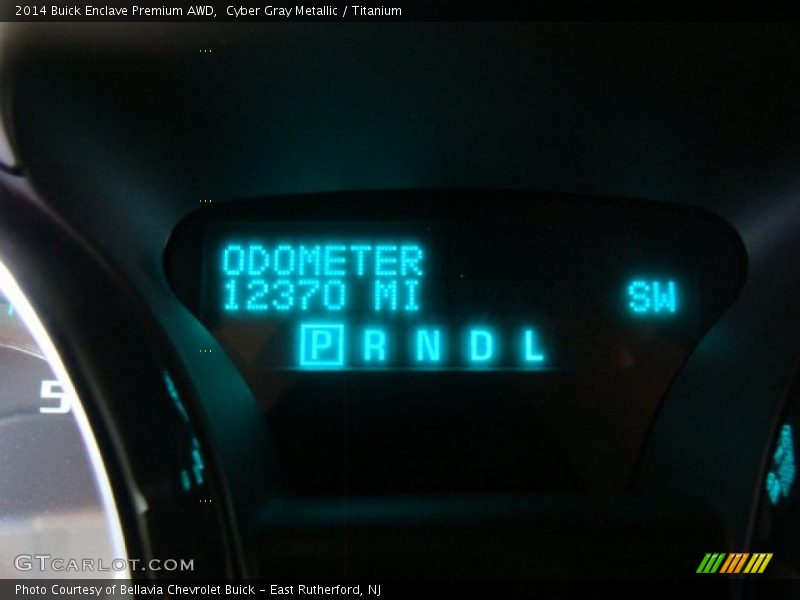 2014 Buick Enclave Premium AWD,  Cyber Gray Metallic / Titanium
ODOMETER
12370 MI
SW
P R N D L
5
GTCARLOT.COM
Photo Courtesy of Bellavia Chevrolet Buick – East Rutherford, NJ